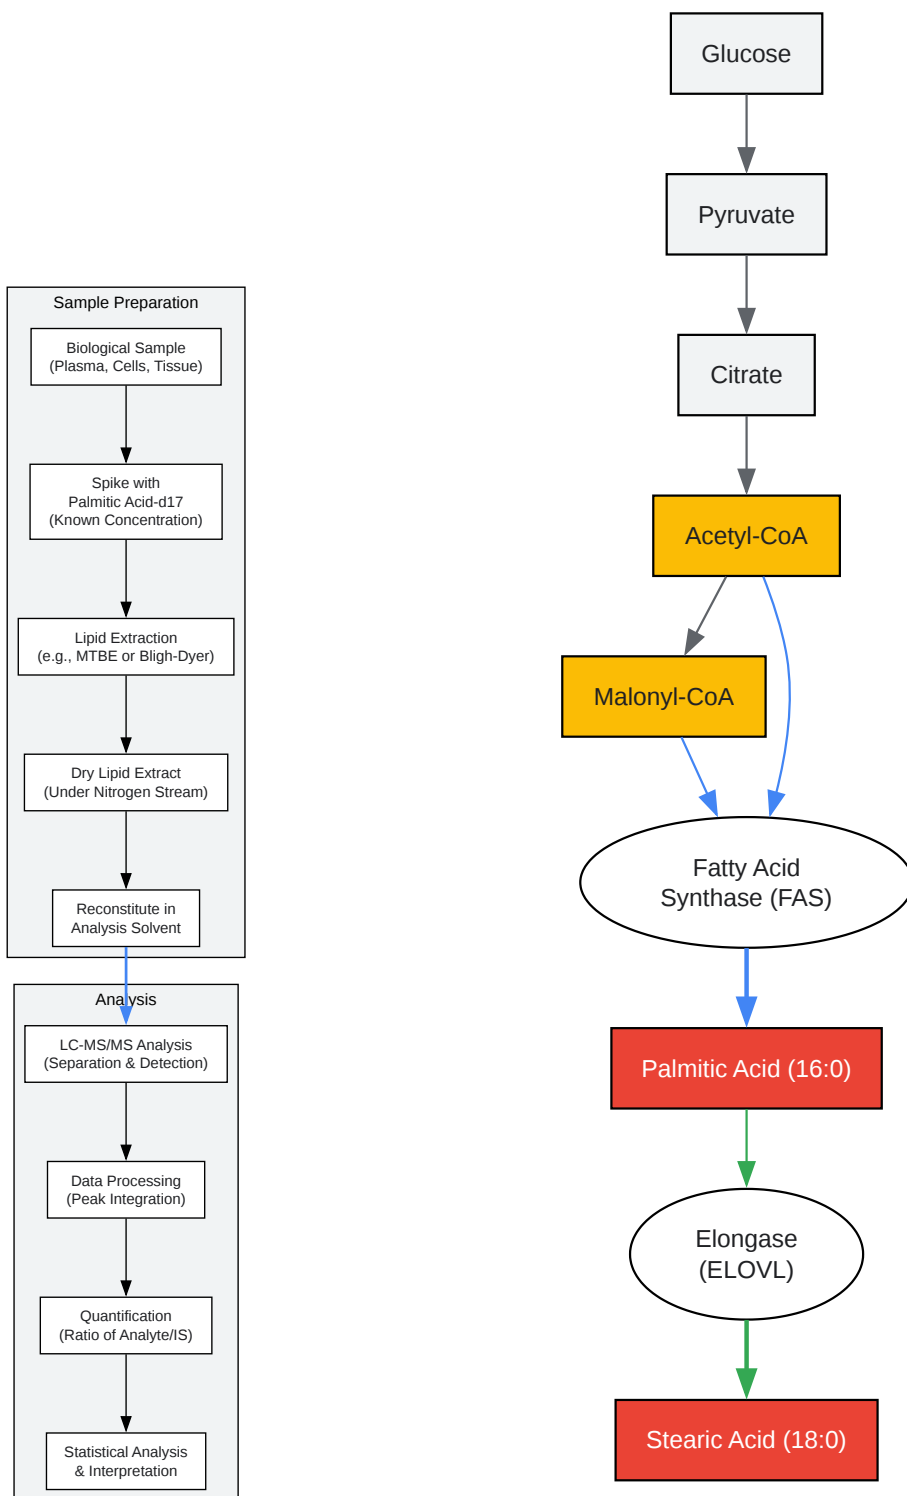 Sample Preparation
Biological Sample
(Plasma, Cells, Tissue)
Spike with
Palmitic Acid-d17
(Known Concentration)
Lipid Extraction
(e.g., MTBE or Bligh-Dyer)
Dry Lipid Extract
(Under Nitrogen Stream)
Reconstitute in
Analysis Solvent
Analysis
LC-MS/MS Analysis
(Separation & Detection)
Data Processing
(Peak Integration)
Quantification
(Ratio of Analyte/IS)
Statistical Analysis
& Interpretation
Glucose
Pyruvate
Citrate
Acetyl-CoA
Malonyl-CoA
Fatty Acid
Synthase (FAS)
Palmitic Acid (16:0)
Elongase
(ELOVL)
Stearic Acid (18:0)